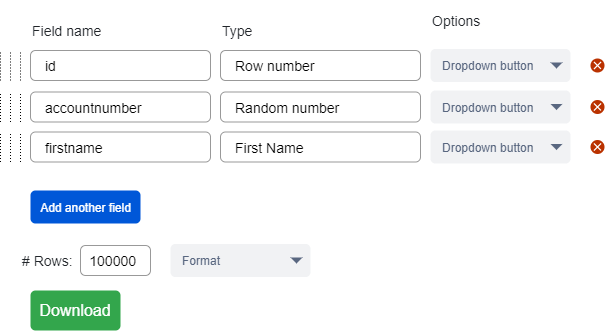 Field name Type Options
id Row number Dropdown button
accountnumber Random number Dropdown button
firstname First Name Dropdown button
Add another field
# Rows: 100000 Format
Download